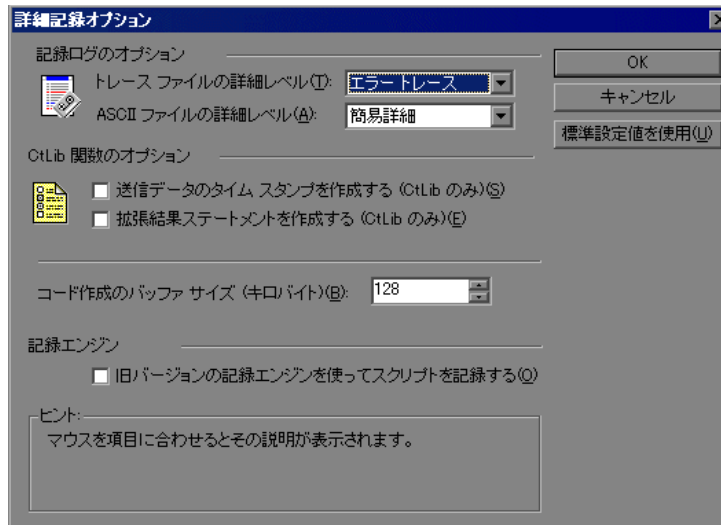 詳細記録オプション
記録ログのオプション
トレース ファイルの詳細レベル(T): エラー トレース
ASCII ファイルの詳細レベル(A): 簡易詳細
OK
キャンセル
標準設定値を使用(U)
CtLib 関数のオプション
送信データのタイム スタンプを作成する (CtLib のみ)(S)
拡張結果ステートメントを作成する (CtLib のみ)(E)
コード作成のバッファ サイズ (キロバイト)(B): 128
記録エンジン
旧バージョンの記録エンジンを使ってスクリプトを記録する(O)
ヒント:
マウスを項目に合わせるとその説明が表示されます。